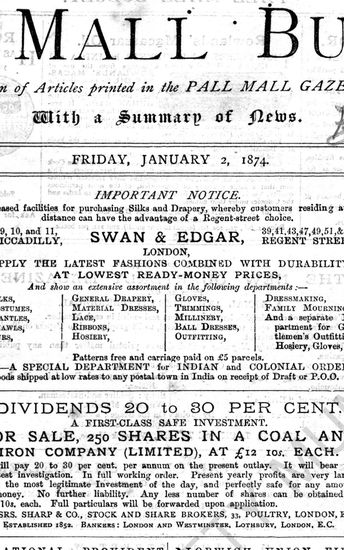 MALL BU
n of Articles printed in the PALL MALL GAZE
With a Summary of News.
FRIDAY, JANUARY 2, 1874.
IMPORTANT NOTICE.
eased facilities for purchasing Silks and Drapery, whereby customers residing a
distance can have the advantage of a Regent-street choice.
9, 10, and 11, SWAN & EDGAR, 39, 41, 43, 47, 49, 51, &
ICCADILLY, REGENT STREE
LONDON,
PPLY THE LATEST FASHIONS COMBINED WITH DURABILIT
AT LOWEST READY-MONEY PRICES,
And show an extensive assortment in the following departments:—
LKS, GENERAL DRAPERY, GLOVES, DRESSMAKING,
STUMES, MATERIAL DRESSES, TRIMMINGS, FAMILY MOURNIN
ANTLES, LACE, MILLINERY, And a separate
AWLS, RIBBONS, BALL DRESSES, partment for G
HOSIERY, OUTFITTING, tlemen's Outfitting
Hosiery, Gloves,
Patterns free and carriage paid on £5 parcels.
—A SPECIAL DEPARTMENT for INDIAN and COLONIAL ORDE
oods shipped at low rates to any postal town in India on receipt of Draft or P.O.O.
DIVIDENDS 20 TO 30 PER CENT.
A FIRST-CLASS SAFE INVESTMENT.
OR SALE, 250 SHARES IN A COAL AN
IRON COMPANY (LIMITED), AT £12 10s. EACH.
ill pay 20 to 30 per cent. per annum on the present outlay. It will bear
est investigation. In full working order. Present yearly profits are very lar
the most legitimate Investment of the day, and perfectly safe for any am
money. No further liability. Any less number of shares can be obtained
10s. each. Full particulars will be forwarded upon application.
SERS. SHARP & CO., STOCK AND SHARE BROKERS, 33, POULTRY, LONDON, E
Established 1852. BANKERS: LONDON AND WESTMINSTER, LOTHBURY, LONDON, E.C.